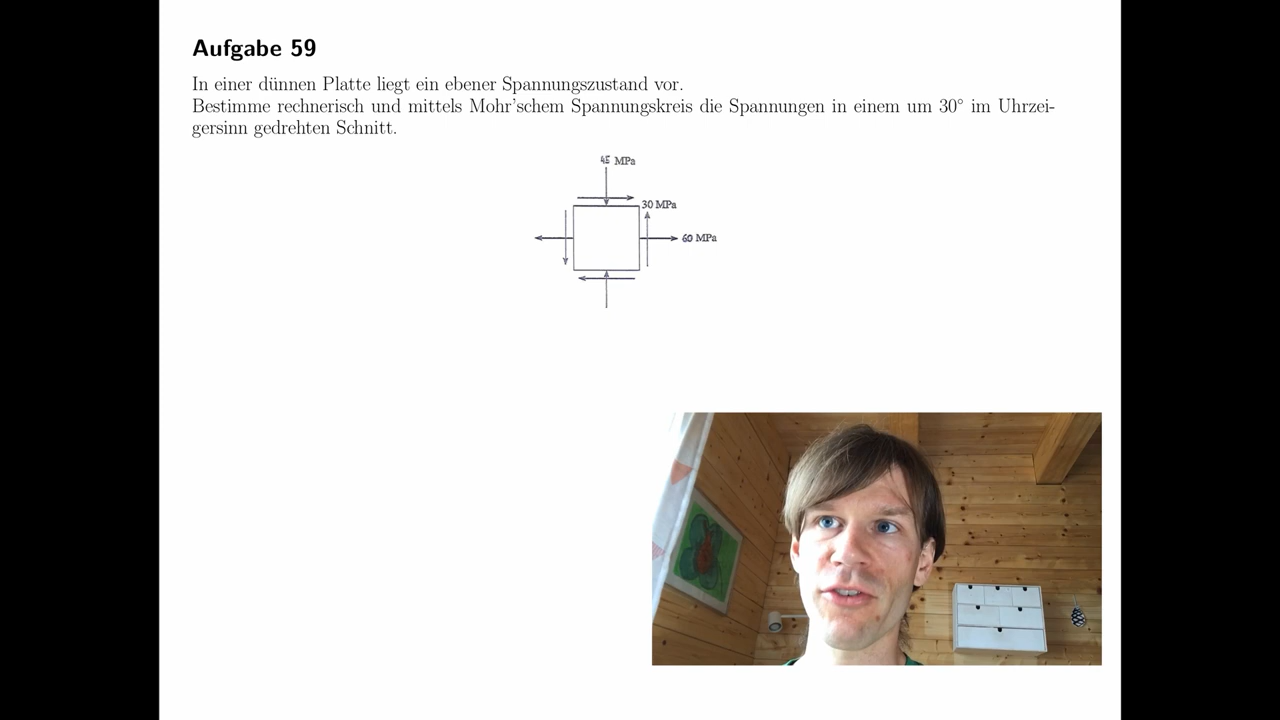 Aufgabe 59
In einer dünnen Platte liegt ein ebener Spannungszustand vor.
Bestimme rechnerisch und mittels Mohr'schem Spannungskreis die Spannungen in einem um 30° im Uhrzei-
gersinn gedrehten Schnitt.
45 MPa
30 MPa
60 MPa